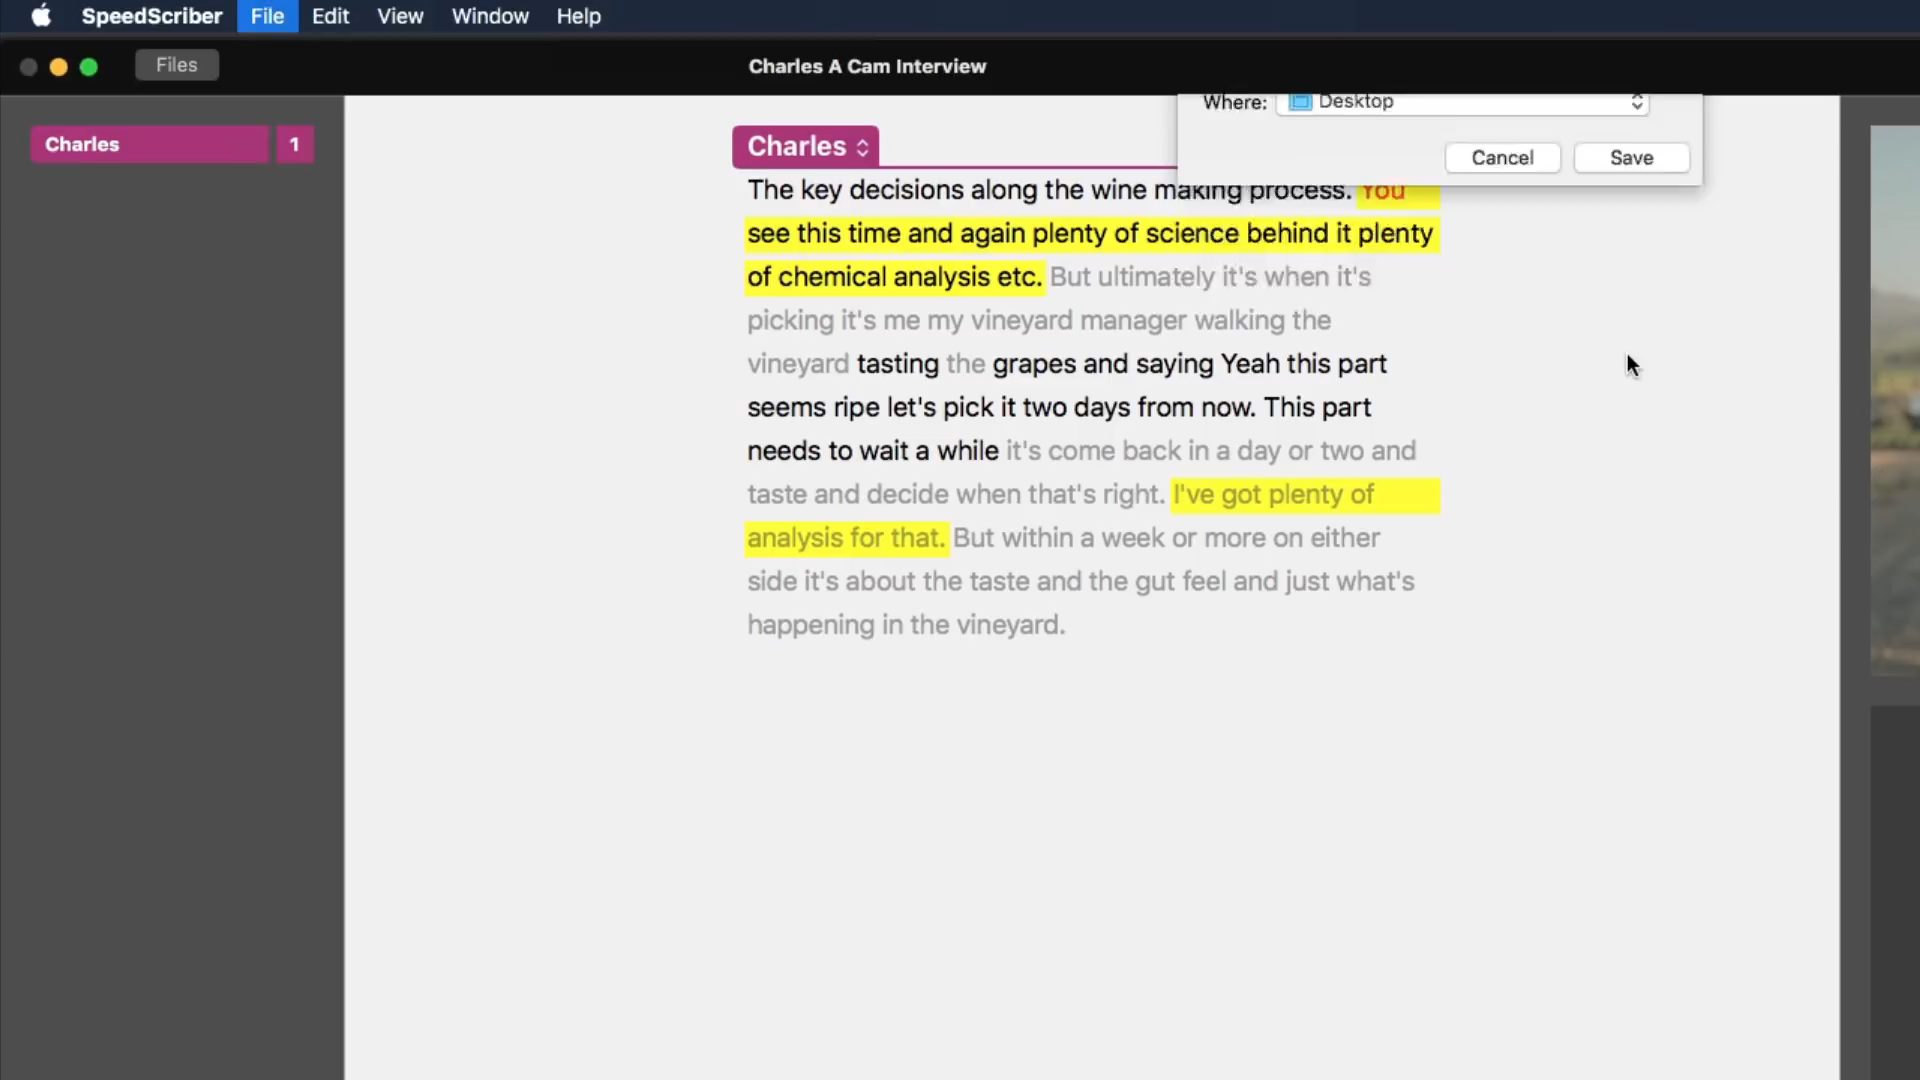 SpeedScriber File Edit View Window Help
Files
Charles A Cam Interview
Where: Desktop
Cancel Save
Charles 1
Charles
The key decisions along the wine making process. You
see this time and again plenty of science behind it plenty
of chemical analysis etc. But ultimately it's when it's
picking it's me my vineyard manager walking the
vineyard tasting the grapes and saying Yeah this part
seems ripe let's pick it two days from now. This part
needs to wait a while it's come back in a day or two and
taste and decide when that's right. I've got plenty of
analysis for that. But within a week or more on either
side it's about the taste and the gut feel and just what's
happening in the vineyard.